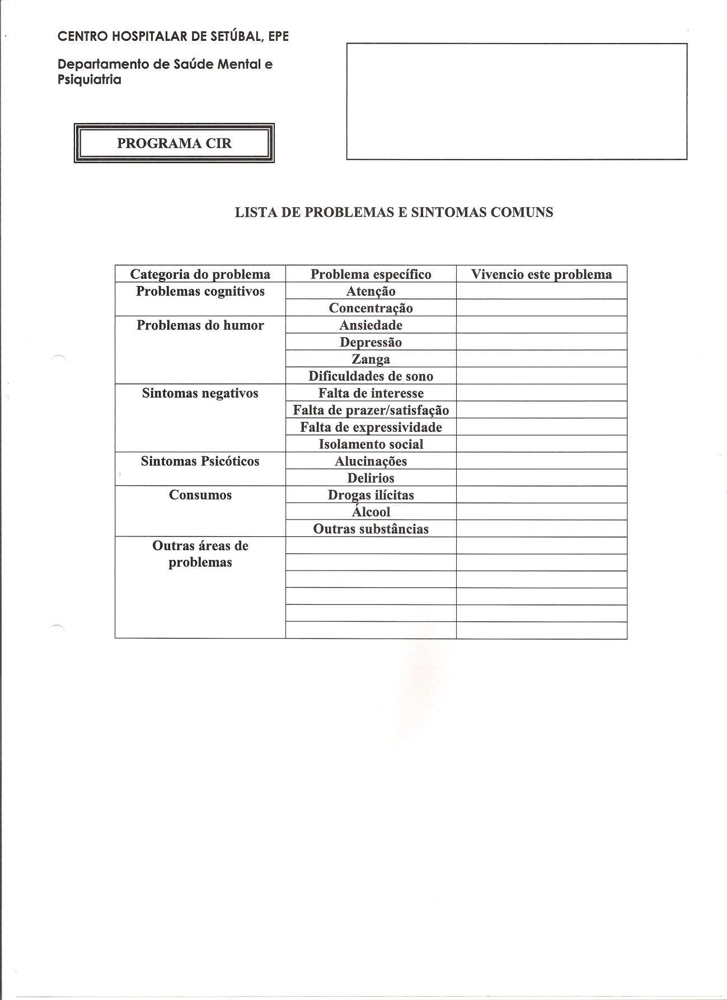 CENTRO HOSPITALAR DE SETÚBAL, EPE
Departamento de Saúde Mental e
Psiquiatria
PROGRAMA CIR
LISTA DE PROBLEMAS E SINTOMAS COMUNS
Categoria do problema Problema específico Vivencio este problema
Problemas cognitivos Atenção
Concentração
Problemas do humor Ansiedade
Depressão
Zanga
Dificuldades de sono
Sintomas negativos Falta de interesse
Falta de prazer/satisfação
Falta de expressividade
Isolamento social
Sintomas Psicóticos Alucinações
Delirios
Consumos Drogas ilícitas
Álcool
Outras substâncias
Outras áreas de
problemas